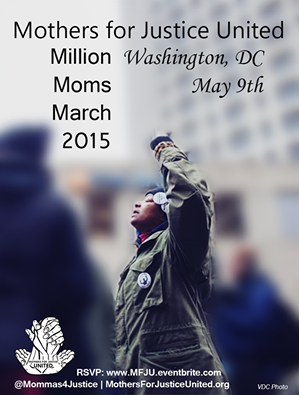 Mothers for Justice United
Million
Moms
March
2015
Washington, DC
May 9th
UNITED
RSVP: www.MFJU.eventbrite.com
@Mommas4Justice | MothersForJusticeUnited.org
VDC Photo